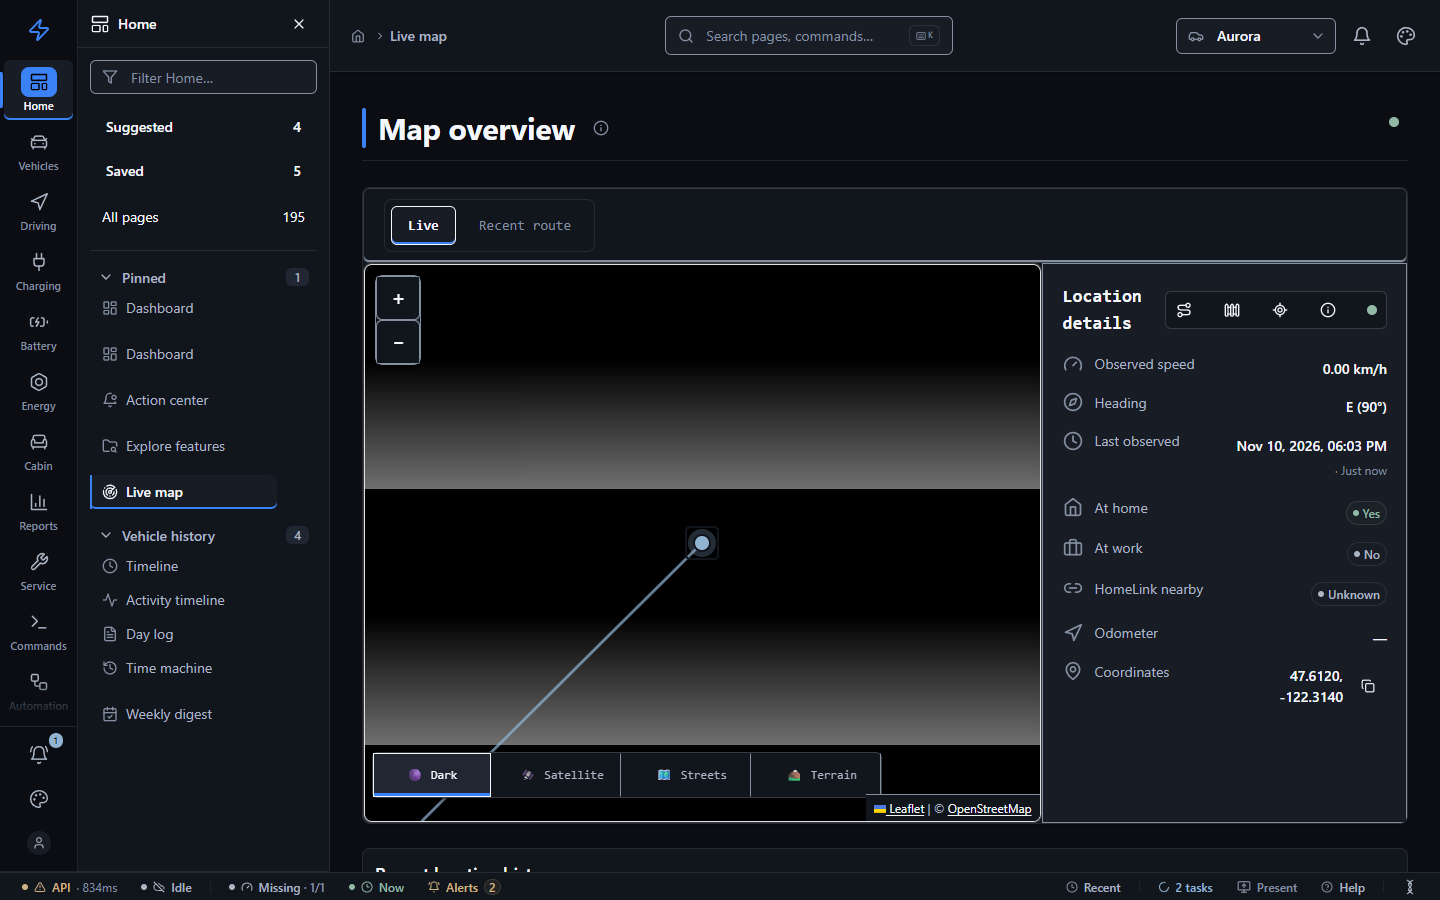 Home
Vehicles
Driving
Charging
Battery
Energy
Cabin
Reports
Service
Commands
Automation
1
Home
Filter Home...
Suggested 4
Saved 5
All pages 195
Pinned 1
Dashboard
Dashboard
Action center
Explore features
Live map
Vehicle history 4
Timeline
Activity timeline
Day log
Time machine
Weekly digest
Live map
Search pages, commands... K
Aurora
Map overview
Live Recent route
+
−
Dark Satellite Streets Terrain
Leaflet | © OpenStreetMap
Location
details
Observed speed 0.00 km/h
Heading E (90°)
Last observed Nov 10, 2026, 06:03 PM
· Just now
At home Yes
At work No
HomeLink nearby Unknown
Odometer —
Coordinates 47.6120,
-122.3140
API · 834ms Idle Missing · 1/1 Now Alerts 2 Recent 2 tasks Present Help